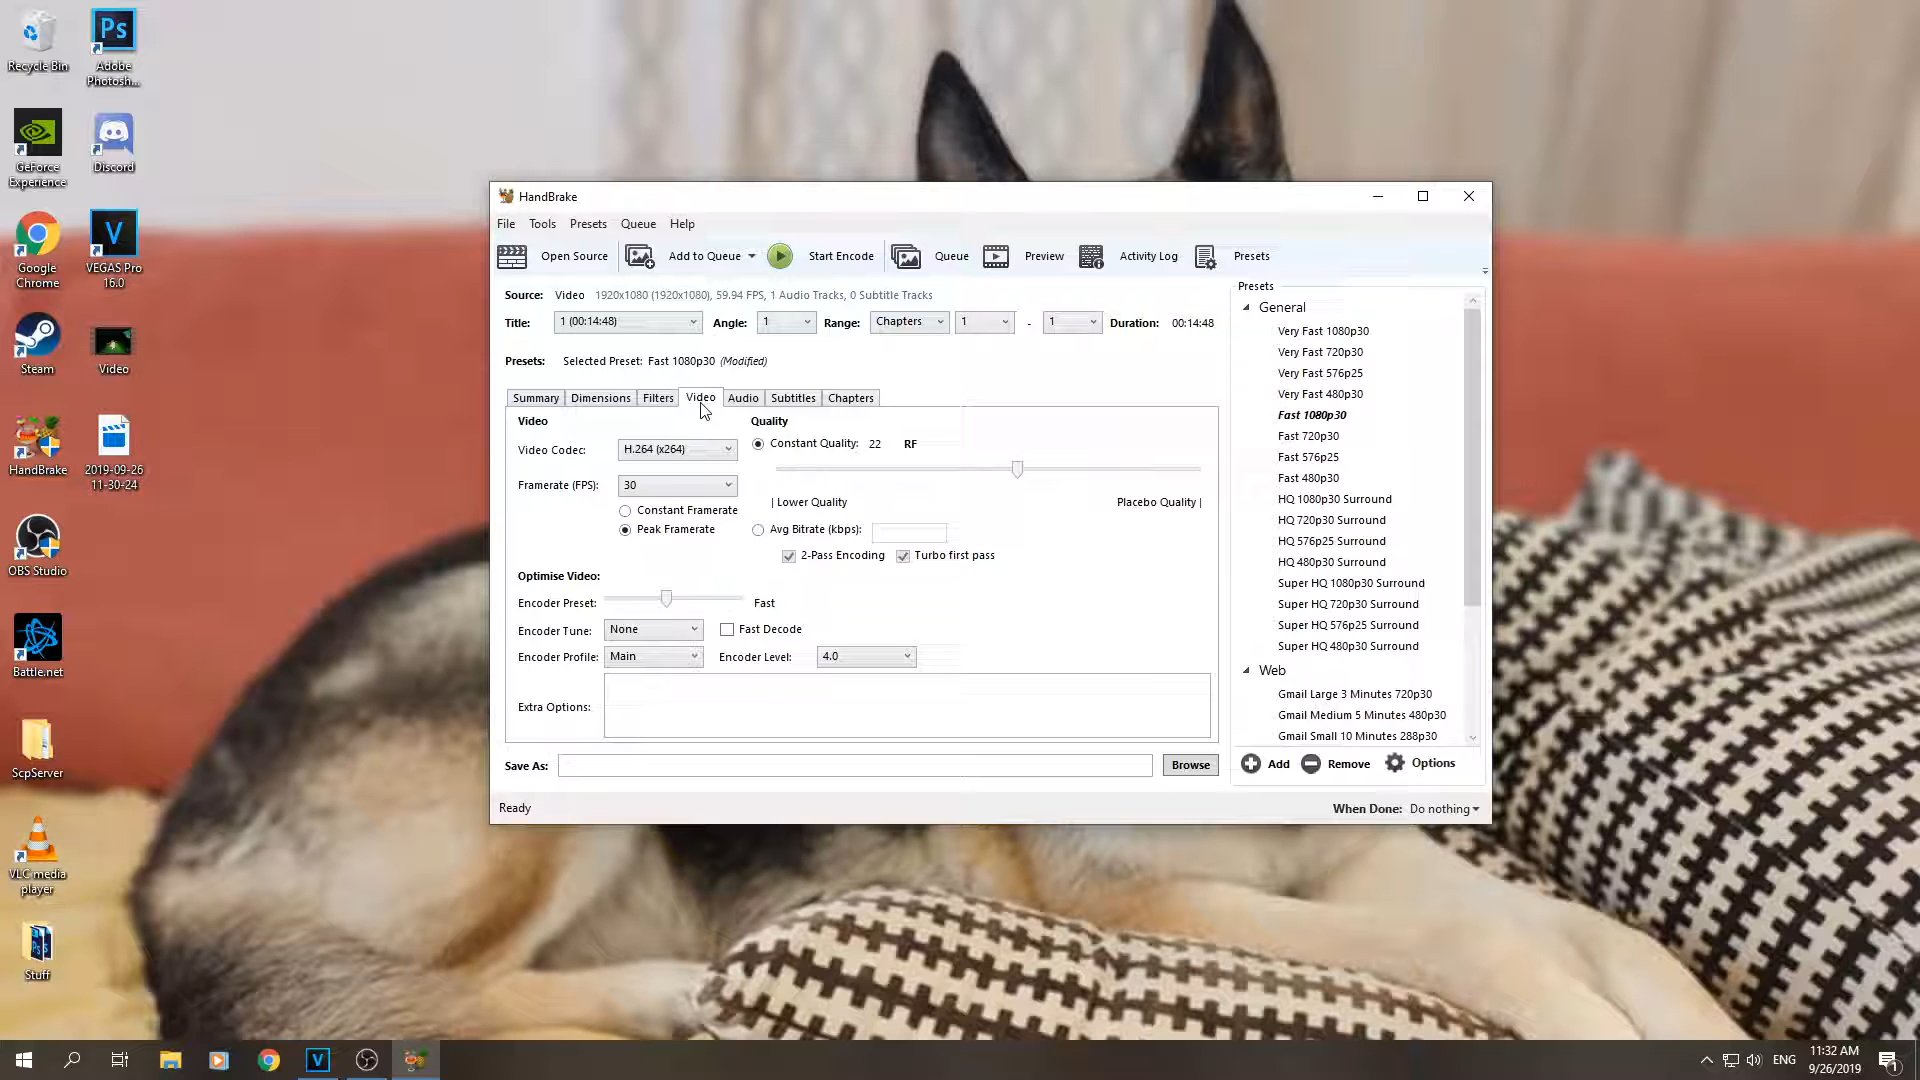 Recycle Bin
Adobe
Photosh...
GeForce
Experience
Discord
Google
Chrome
VEGAS Pro
16.0
Steam
Video
HandBrake
2019-09-26
11-30-24
OBS Studio
Battle.net
ScpServer
VLC media
player
Stuff
HandBrake
File Tools Presets Queue Help
Open Source Add to Queue Start Encode Queue Preview Activity Log Presets
Source: Video 1920x1080 (1920x1080), 59.94 FPS, 1 Audio Tracks, 0 Subtitle Tracks
Title: 1 (00:14:48) Angle: 1 Range: Chapters 1 - 1 Duration: 00:14:48
Presets: Selected Preset: Fast 1080p30 (Modified)
Summary Dimensions Filters Video Audio Subtitles Chapters
Video Quality
Video Codec: H.264 (x264) Constant Quality: 22 RF
Framerate (FPS): 30
| Lower Quality Placebo Quality |
Constant Framerate
Peak Framerate Avg Bitrate (kbps):
2-Pass Encoding Turbo first pass
Optimise Video:
Encoder Preset: Fast
Encoder Tune: None Fast Decode
Encoder Profile: Main Encoder Level: 4.0
Extra Options:
Save As: Browse
Ready When Done: Do nothing
Presets
General
Very Fast 1080p30
Very Fast 720p30
Very Fast 576p25
Very Fast 480p30
Fast 1080p30
Fast 720p30
Fast 576p25
Fast 480p30
HQ 1080p30 Surround
HQ 720p30 Surround
HQ 576p25 Surround
HQ 480p30 Surround
Super HQ 1080p30 Surround
Super HQ 720p30 Surround
Super HQ 576p25 Surround
Super HQ 480p30 Surround
Web
Gmail Large 3 Minutes 720p30
Gmail Medium 5 Minutes 480p30
Gmail Small 10 Minutes 288p30
Add Remove Options
ENG
11:32 AM
9/26/2019
1